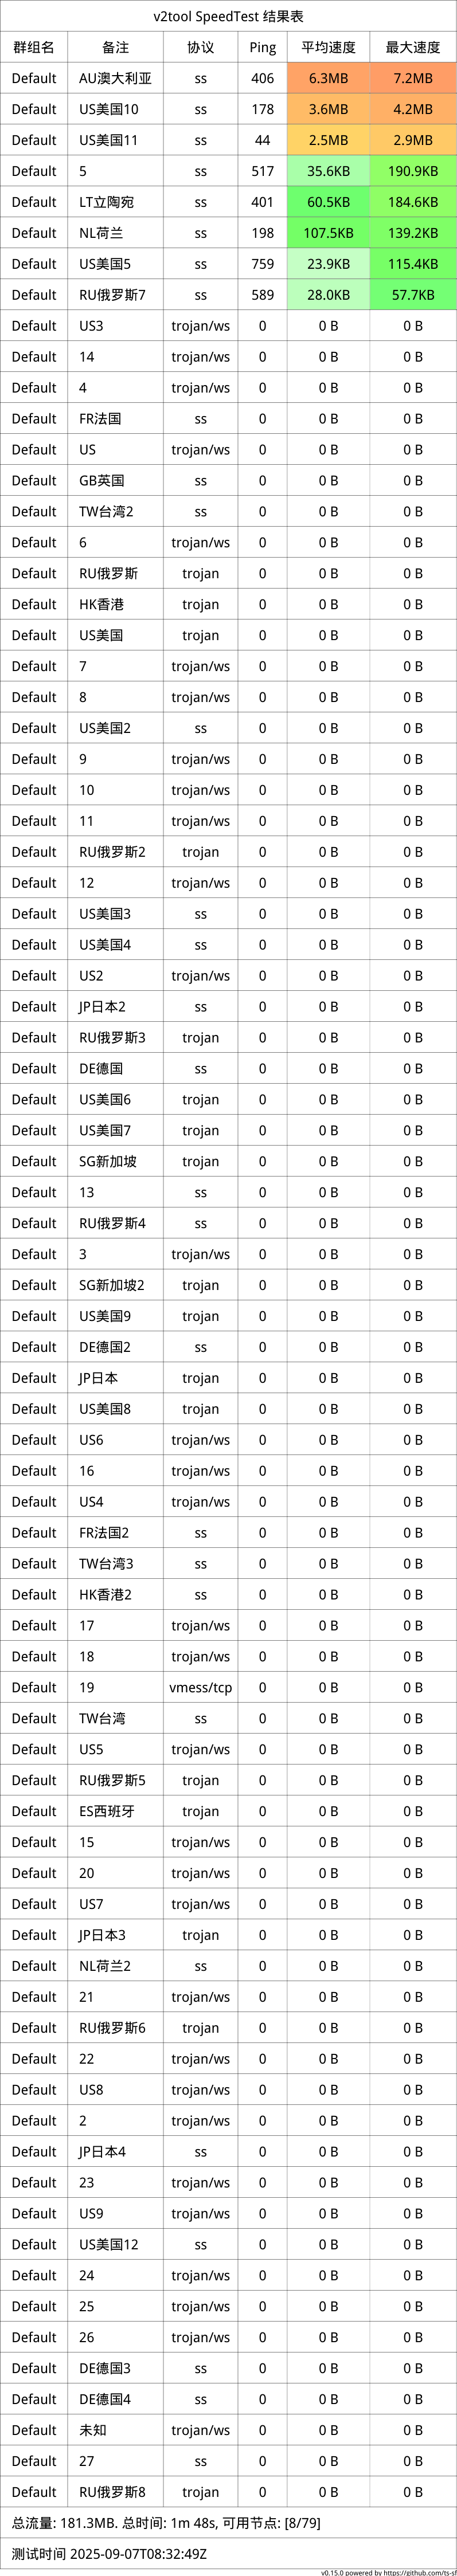 v2tool SpeedTest 结果表
群组名 备注 协议 Ping 平均速度 最大速度
Default AU澳大利亚 ss 406 6.3MB 7.2MB
Default US美国10 ss 178 3.6MB 4.2MB
Default US美国11 ss 44 2.5MB 2.9MB
Default 5 ss 517 35.6KB 190.9KB
Default LT立陶宛 ss 401 60.5KB 184.6KB
Default NL荷兰 ss 198 107.5KB 139.2KB
Default US美国5 ss 759 23.9KB 115.4KB
Default RU俄罗斯7 ss 589 28.0KB 57.7KB
Default US3 trojan/ws 0 0 B 0 B
Default 14 trojan/ws 0 0 B 0 B
Default 4 trojan/ws 0 0 B 0 B
Default FR法国 ss 0 0 B 0 B
Default US trojan/ws 0 0 B 0 B
Default GB英国 ss 0 0 B 0 B
Default TW台湾2 ss 0 0 B 0 B
Default 6 trojan/ws 0 0 B 0 B
Default RU俄罗斯 trojan 0 0 B 0 B
Default HK香港 trojan 0 0 B 0 B
Default US美国 trojan 0 0 B 0 B
Default 7 trojan/ws 0 0 B 0 B
Default 8 trojan/ws 0 0 B 0 B
Default US美国2 ss 0 0 B 0 B
Default 9 trojan/ws 0 0 B 0 B
Default 10 trojan/ws 0 0 B 0 B
Default 11 trojan/ws 0 0 B 0 B
Default RU俄罗斯2 trojan 0 0 B 0 B
Default 12 trojan/ws 0 0 B 0 B
Default US美国3 ss 0 0 B 0 B
Default US美国4 ss 0 0 B 0 B
Default US2 trojan/ws 0 0 B 0 B
Default JP日本2 ss 0 0 B 0 B
Default RU俄罗斯3 trojan 0 0 B 0 B
Default DE德国 ss 0 0 B 0 B
Default US美国6 trojan 0 0 B 0 B
Default US美国7 trojan 0 0 B 0 B
Default SG新加坡 trojan 0 0 B 0 B
Default 13 ss 0 0 B 0 B
Default RU俄罗斯4 ss 0 0 B 0 B
Default 3 trojan/ws 0 0 B 0 B
Default SG新加坡2 trojan 0 0 B 0 B
Default US美国9 trojan 0 0 B 0 B
Default DE德国2 ss 0 0 B 0 B
Default JP日本 trojan 0 0 B 0 B
Default US美国8 trojan 0 0 B 0 B
Default US6 trojan/ws 0 0 B 0 B
Default 16 trojan/ws 0 0 B 0 B
Default US4 trojan/ws 0 0 B 0 B
Default FR法国2 ss 0 0 B 0 B
Default TW台湾3 ss 0 0 B 0 B
Default HK香港2 ss 0 0 B 0 B
Default 17 trojan/ws 0 0 B 0 B
Default 18 trojan/ws 0 0 B 0 B
Default 19 vmess/tcp 0 0 B 0 B
Default TW台湾 ss 0 0 B 0 B
Default US5 trojan/ws 0 0 B 0 B
Default RU俄罗斯5 trojan 0 0 B 0 B
Default ES西班牙 trojan 0 0 B 0 B
Default 15 trojan/ws 0 0 B 0 B
Default 20 trojan/ws 0 0 B 0 B
Default US7 trojan/ws 0 0 B 0 B
Default JP日本3 trojan 0 0 B 0 B
Default NL荷兰2 ss 0 0 B 0 B
Default 21 trojan/ws 0 0 B 0 B
Default RU俄罗斯6 trojan 0 0 B 0 B
Default 22 trojan/ws 0 0 B 0 B
Default US8 trojan/ws 0 0 B 0 B
Default 2 trojan/ws 0 0 B 0 B
Default JP日本4 ss 0 0 B 0 B
Default 23 trojan/ws 0 0 B 0 B
Default US9 trojan/ws 0 0 B 0 B
Default US美国12 ss 0 0 B 0 B
Default 24 trojan/ws 0 0 B 0 B
Default 25 trojan/ws 0 0 B 0 B
Default 26 trojan/ws 0 0 B 0 B
Default DE德国3 ss 0 0 B 0 B
Default DE德国4 ss 0 0 B 0 B
Default 未知 trojan/ws 0 0 B 0 B
Default 27 ss 0 0 B 0 B
Default RU俄罗斯8 trojan 0 0 B 0 B
总流量: 181.3MB. 总时间: 1m 48s, 可用节点: [8/79]
测试时间 2025-09-07T08:32:49Z
v0.15.0 powered by https://github.com/ts-sf